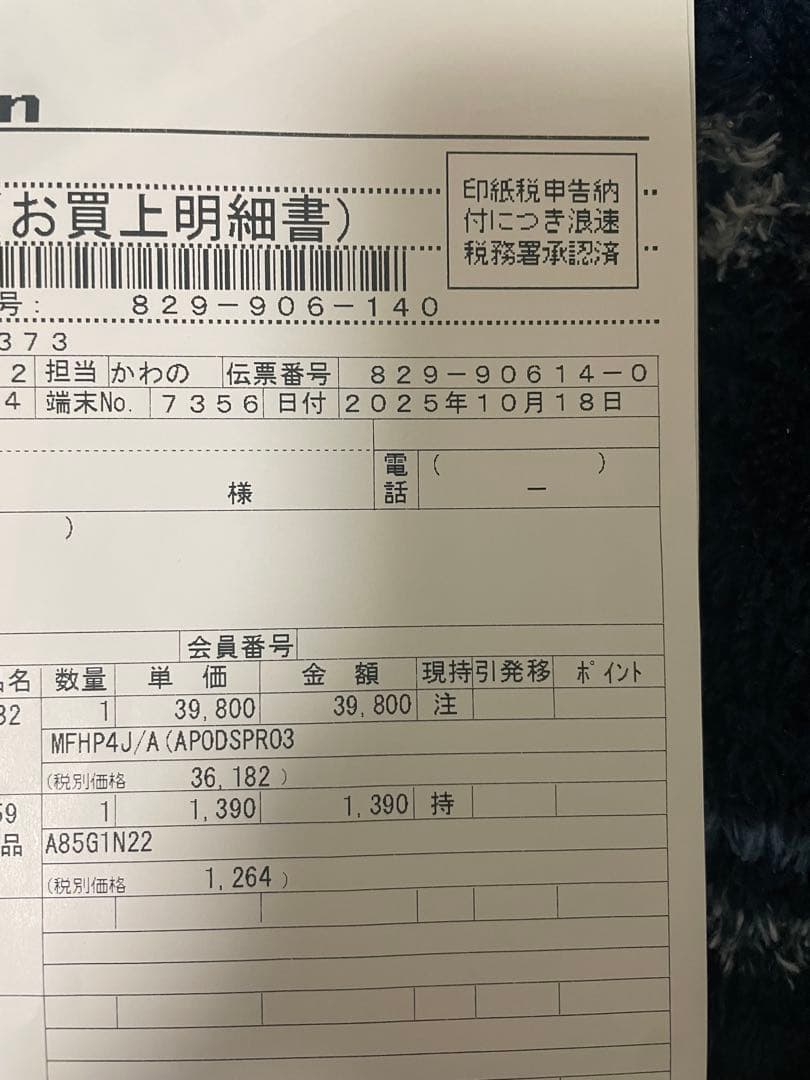 n
(お買上明細書)
印紙税申告納
付につき浪速
税務署承認済
号: 829-906-140
373
2 担当 かわの 伝票番号 829-90614-0
4 端末No. 7356 日付 2025年10月18日
様 電話 ( ) －
)
会員番号
名 数量 単価 金額 現持引発移 ポイント
32 1 39,800 39,800 注
MFHP4J/A(APODSPRO3
(税別価格 36,182 )
59 1 1,390 1,390 持
品 A85G1N22
(税別価格 1,264 )